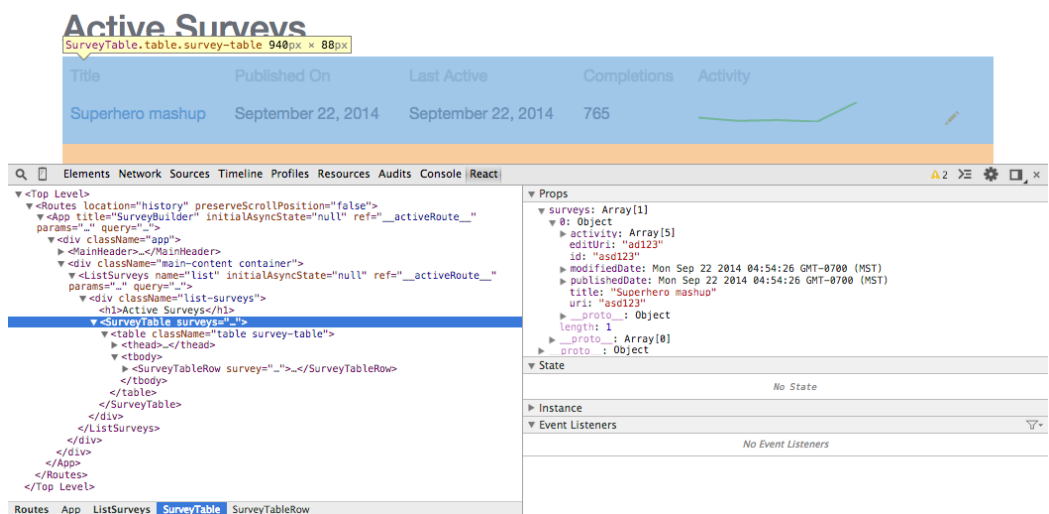 Active Surveys
SurveyTable.table.survey-table 940px × 88px
Title Published On Last Active Completions Activity
Superhero mashup September 22, 2014 September 22, 2014 765
Elements Network Sources Timeline Profiles Resources Audits Console React 2
▼<Top Level>
▼<Routes location="history" preserveScrollPosition="false">
▼<App title="SurveyBuilder" initialAsyncState="null" ref="__activeRoute__"
params="…" query="…">
▼<div className="app">
▶<MainHeader>…</MainHeader>
▼<div className="main-content container">
▼<ListSurveys name="list" initialAsyncState="null" ref="__activeRoute__"
params="…" query="…">
▼<div className="list-surveys">
<h1>Active Surveys</h1>
▼<SurveyTable surveys="…">
▼<table className="table survey-table">
▶<thead>…</thead>
▼<tbody>
▶<SurveyTableRow survey="…">…</SurveyTableRow>
</tbody>
</table>
</SurveyTable>
</div>
</ListSurveys>
</div>
</div>
</App>
</Routes>
</Top Level>
Routes App ListSurveys SurveyTable SurveyTableRow
▼ Props
▼ surveys: Array[1]
▼ 0: Object
▶ activity: Array[5]
editUri: "ad123"
id: "asd123"
▶ modifiedDate: Mon Sep 22 2014 04:54:26 GMT-0700 (MST)
▶ publishedDate: Mon Sep 22 2014 04:54:26 GMT-0700 (MST)
title: "Superhero mashup"
uri: "asd123"
▶ __proto__: Object
length: 1
▶ __proto__: Array[0]
▶ __proto__: Object
▼ State
No State
▶ Instance
▼ Event Listeners
No Event Listeners